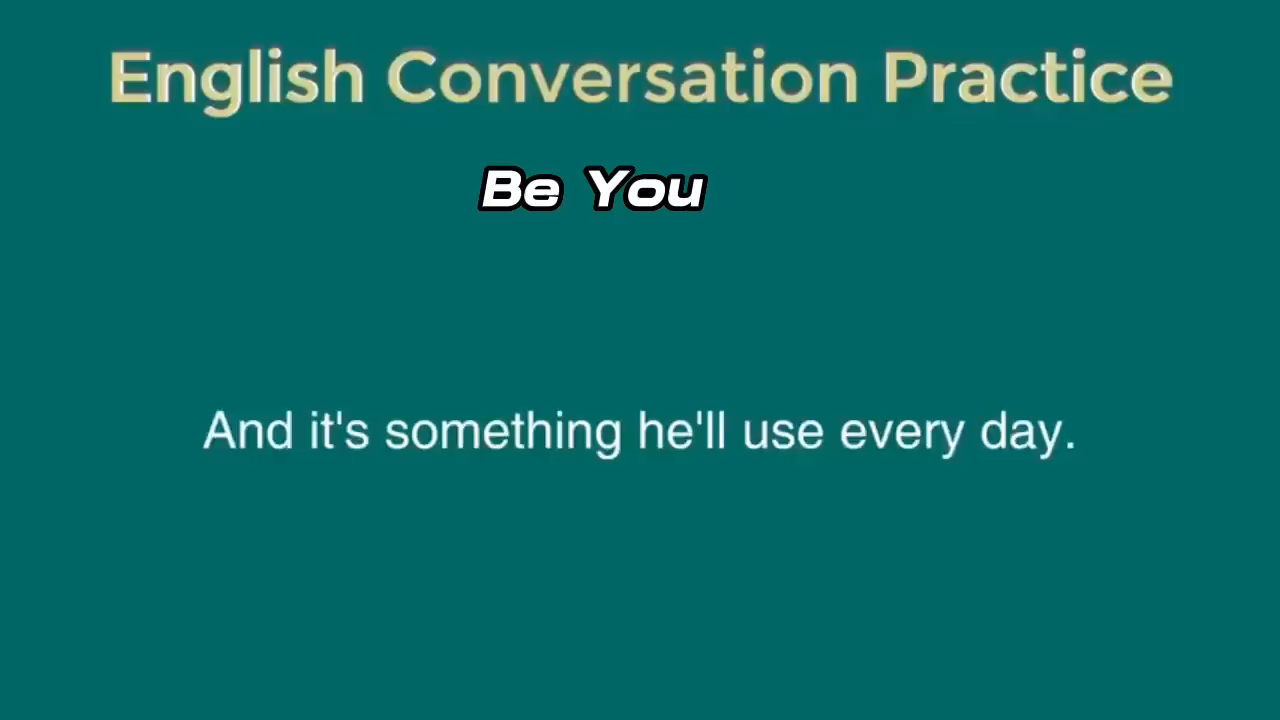 English Conversation Practice
Be You
And it's something he'll use every day.